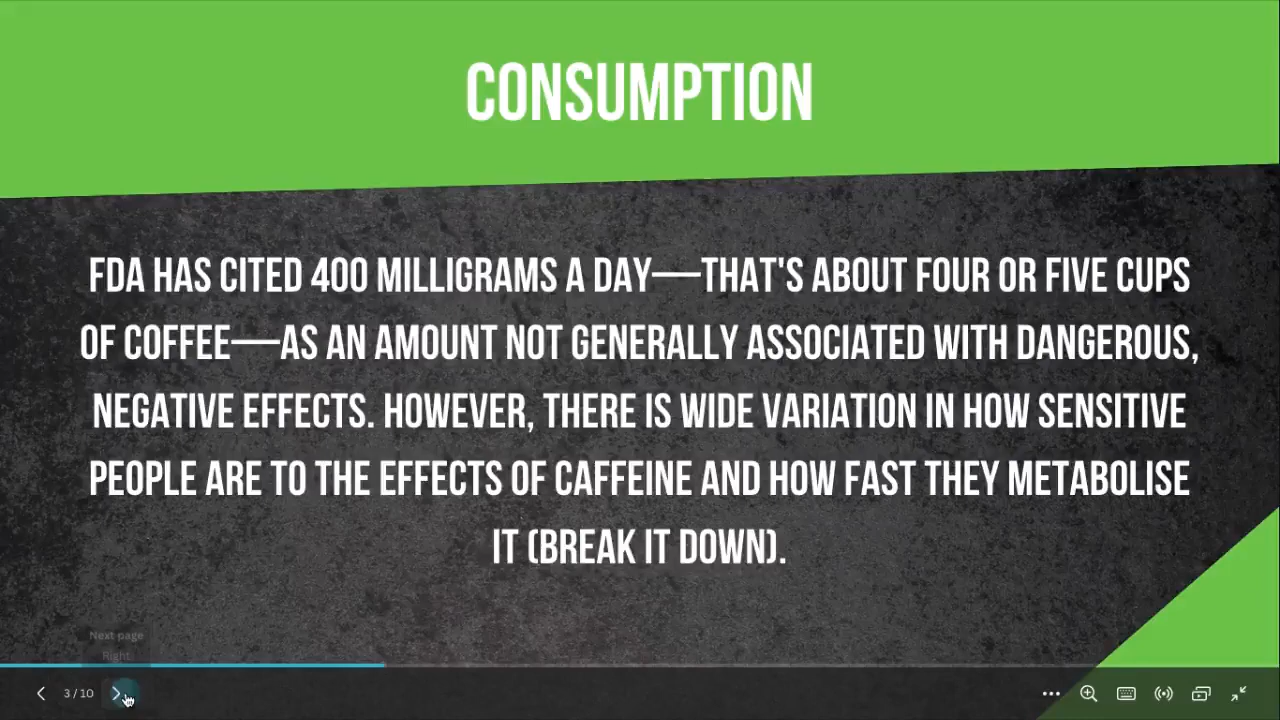 CONSUMPTION
FDA HAS CITED 400 MILLIGRAMS A DAY—THAT'S ABOUT FOUR OR FIVE CUPS
OF COFFEE—AS AN AMOUNT NOT GENERALLY ASSOCIATED WITH DANGEROUS,
NEGATIVE EFFECTS. HOWEVER, THERE IS WIDE VARIATION IN HOW SENSITIVE
PEOPLE ARE TO THE EFFECTS OF CAFFEINE AND HOW FAST THEY METABOLISE
IT (BREAK IT DOWN).
Next page
Right
3 / 10